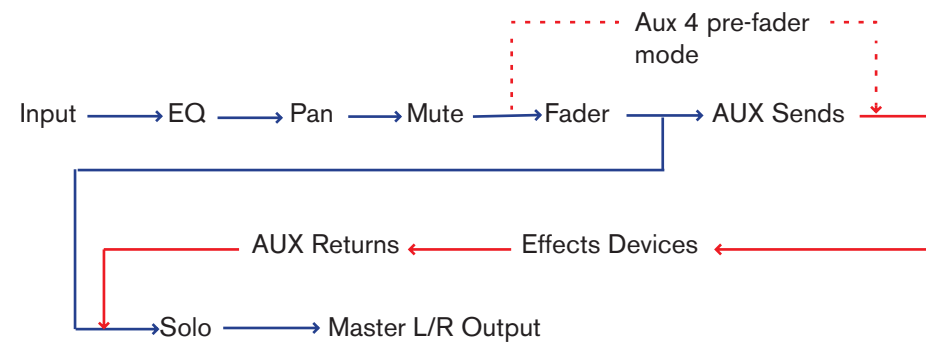 Aux 4 pre-fader
mode
Input EQ Pan Mute Fader AUX Sends
AUX Returns Effects Devices
Solo Master L/R Output